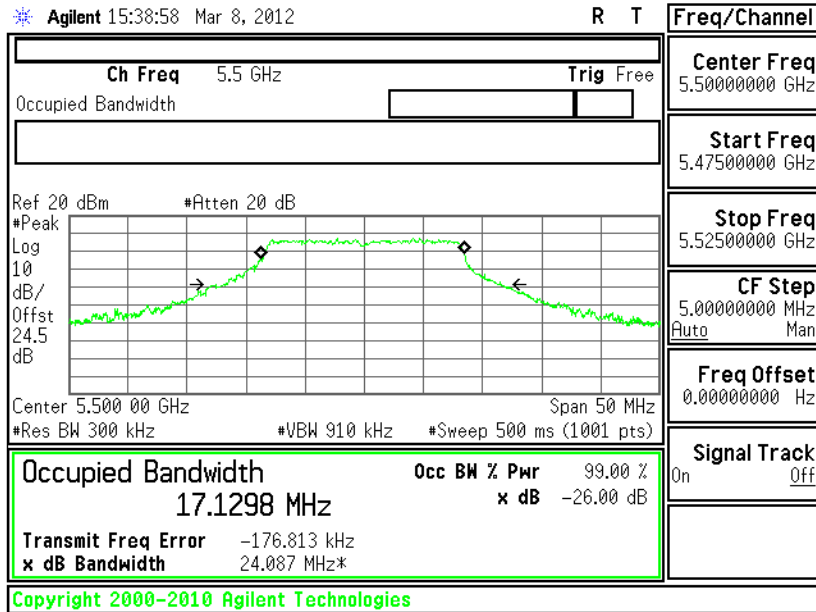 Agilent 15:38:58 Mar 8, 2012 R T
Ch Freq 5.5 GHz Trig Free
Occupied Bandwidth
Ref 20 dBm #Atten 20 dB
#Peak
Log
10
dB/
Offst
24.5
dB
Center 5.500 00 GHz Span 50 MHz
#Res BW 300 kHz #VBW 910 kHz #Sweep 500 ms (1001 pts)
Occupied Bandwidth Occ BW % Pwr 99.00 %
17.1298 MHz x dB -26.00 dB
Transmit Freq Error -176.813 kHz
x dB Bandwidth 24.087 MHz*
Copyright 2000-2010 Agilent Technologies
Freq/Channel
Center Freq
5.50000000 GHz
Start Freq
5.47500000 GHz
Stop Freq
5.52500000 GHz
CF Step
5.00000000 MHz
Auto Man
Freq Offset
0.00000000 Hz
Signal Track
On Off